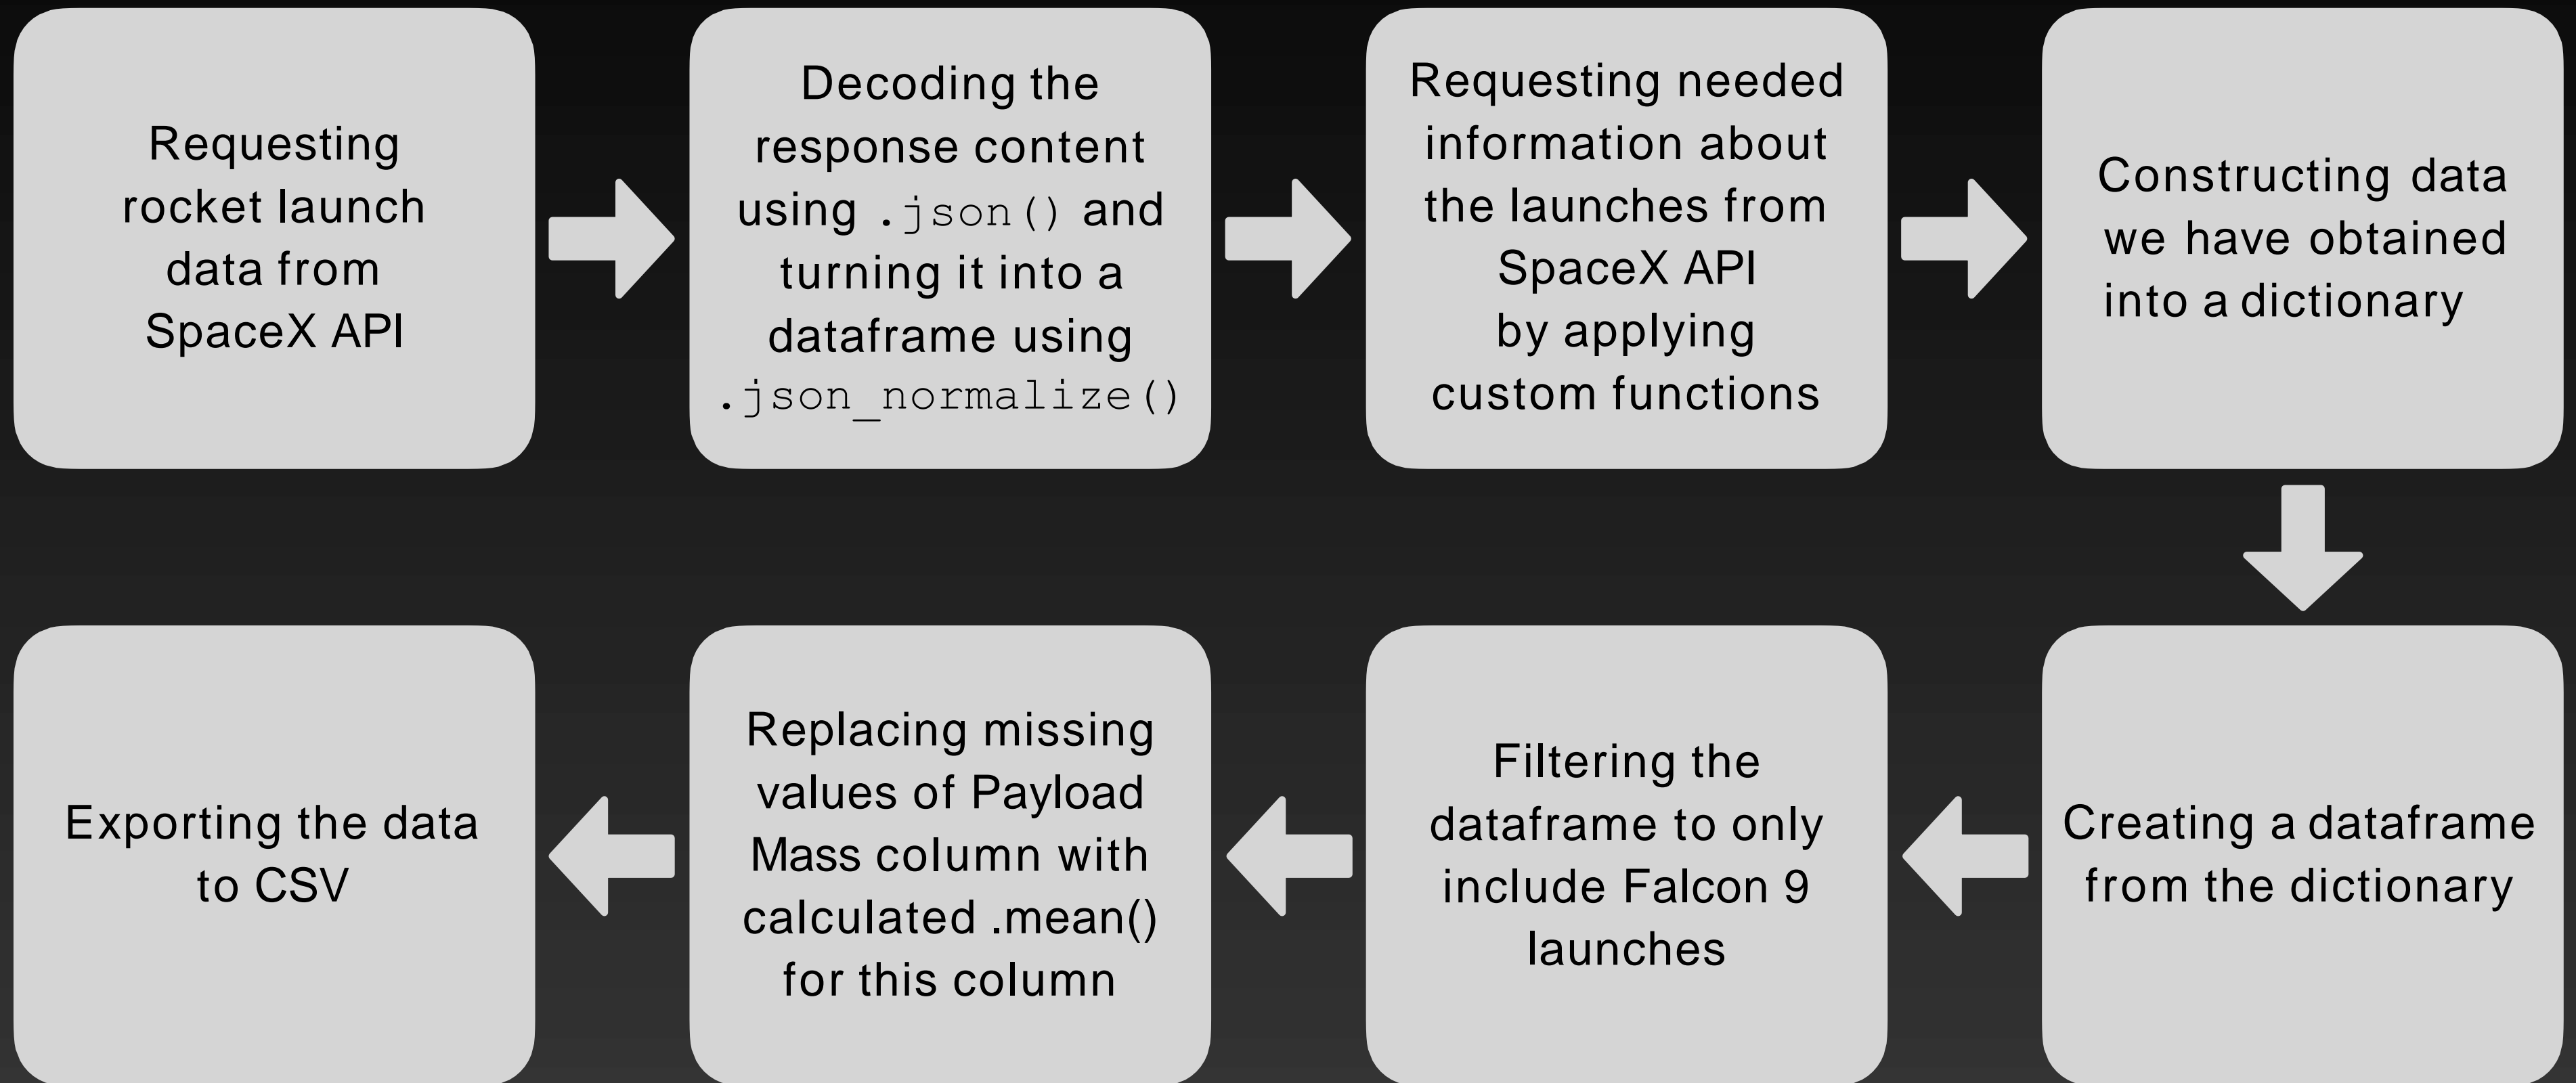 Requesting
rocket launch
data from
SpaceX API
Decoding the
response content
using .json() and
turning it into a
dataframe using
.json_normalize()
Requesting needed
information about
the launches from
SpaceX API
by applying
custom functions
Constructing data
we have obtained
into a dictionary
Creating a dataframe
from the dictionary
Filtering the
dataframe to only
include Falcon 9
launches
Replacing missing
values of Payload
Mass column with
calculated .mean()
for this column
Exporting the data
to CSV